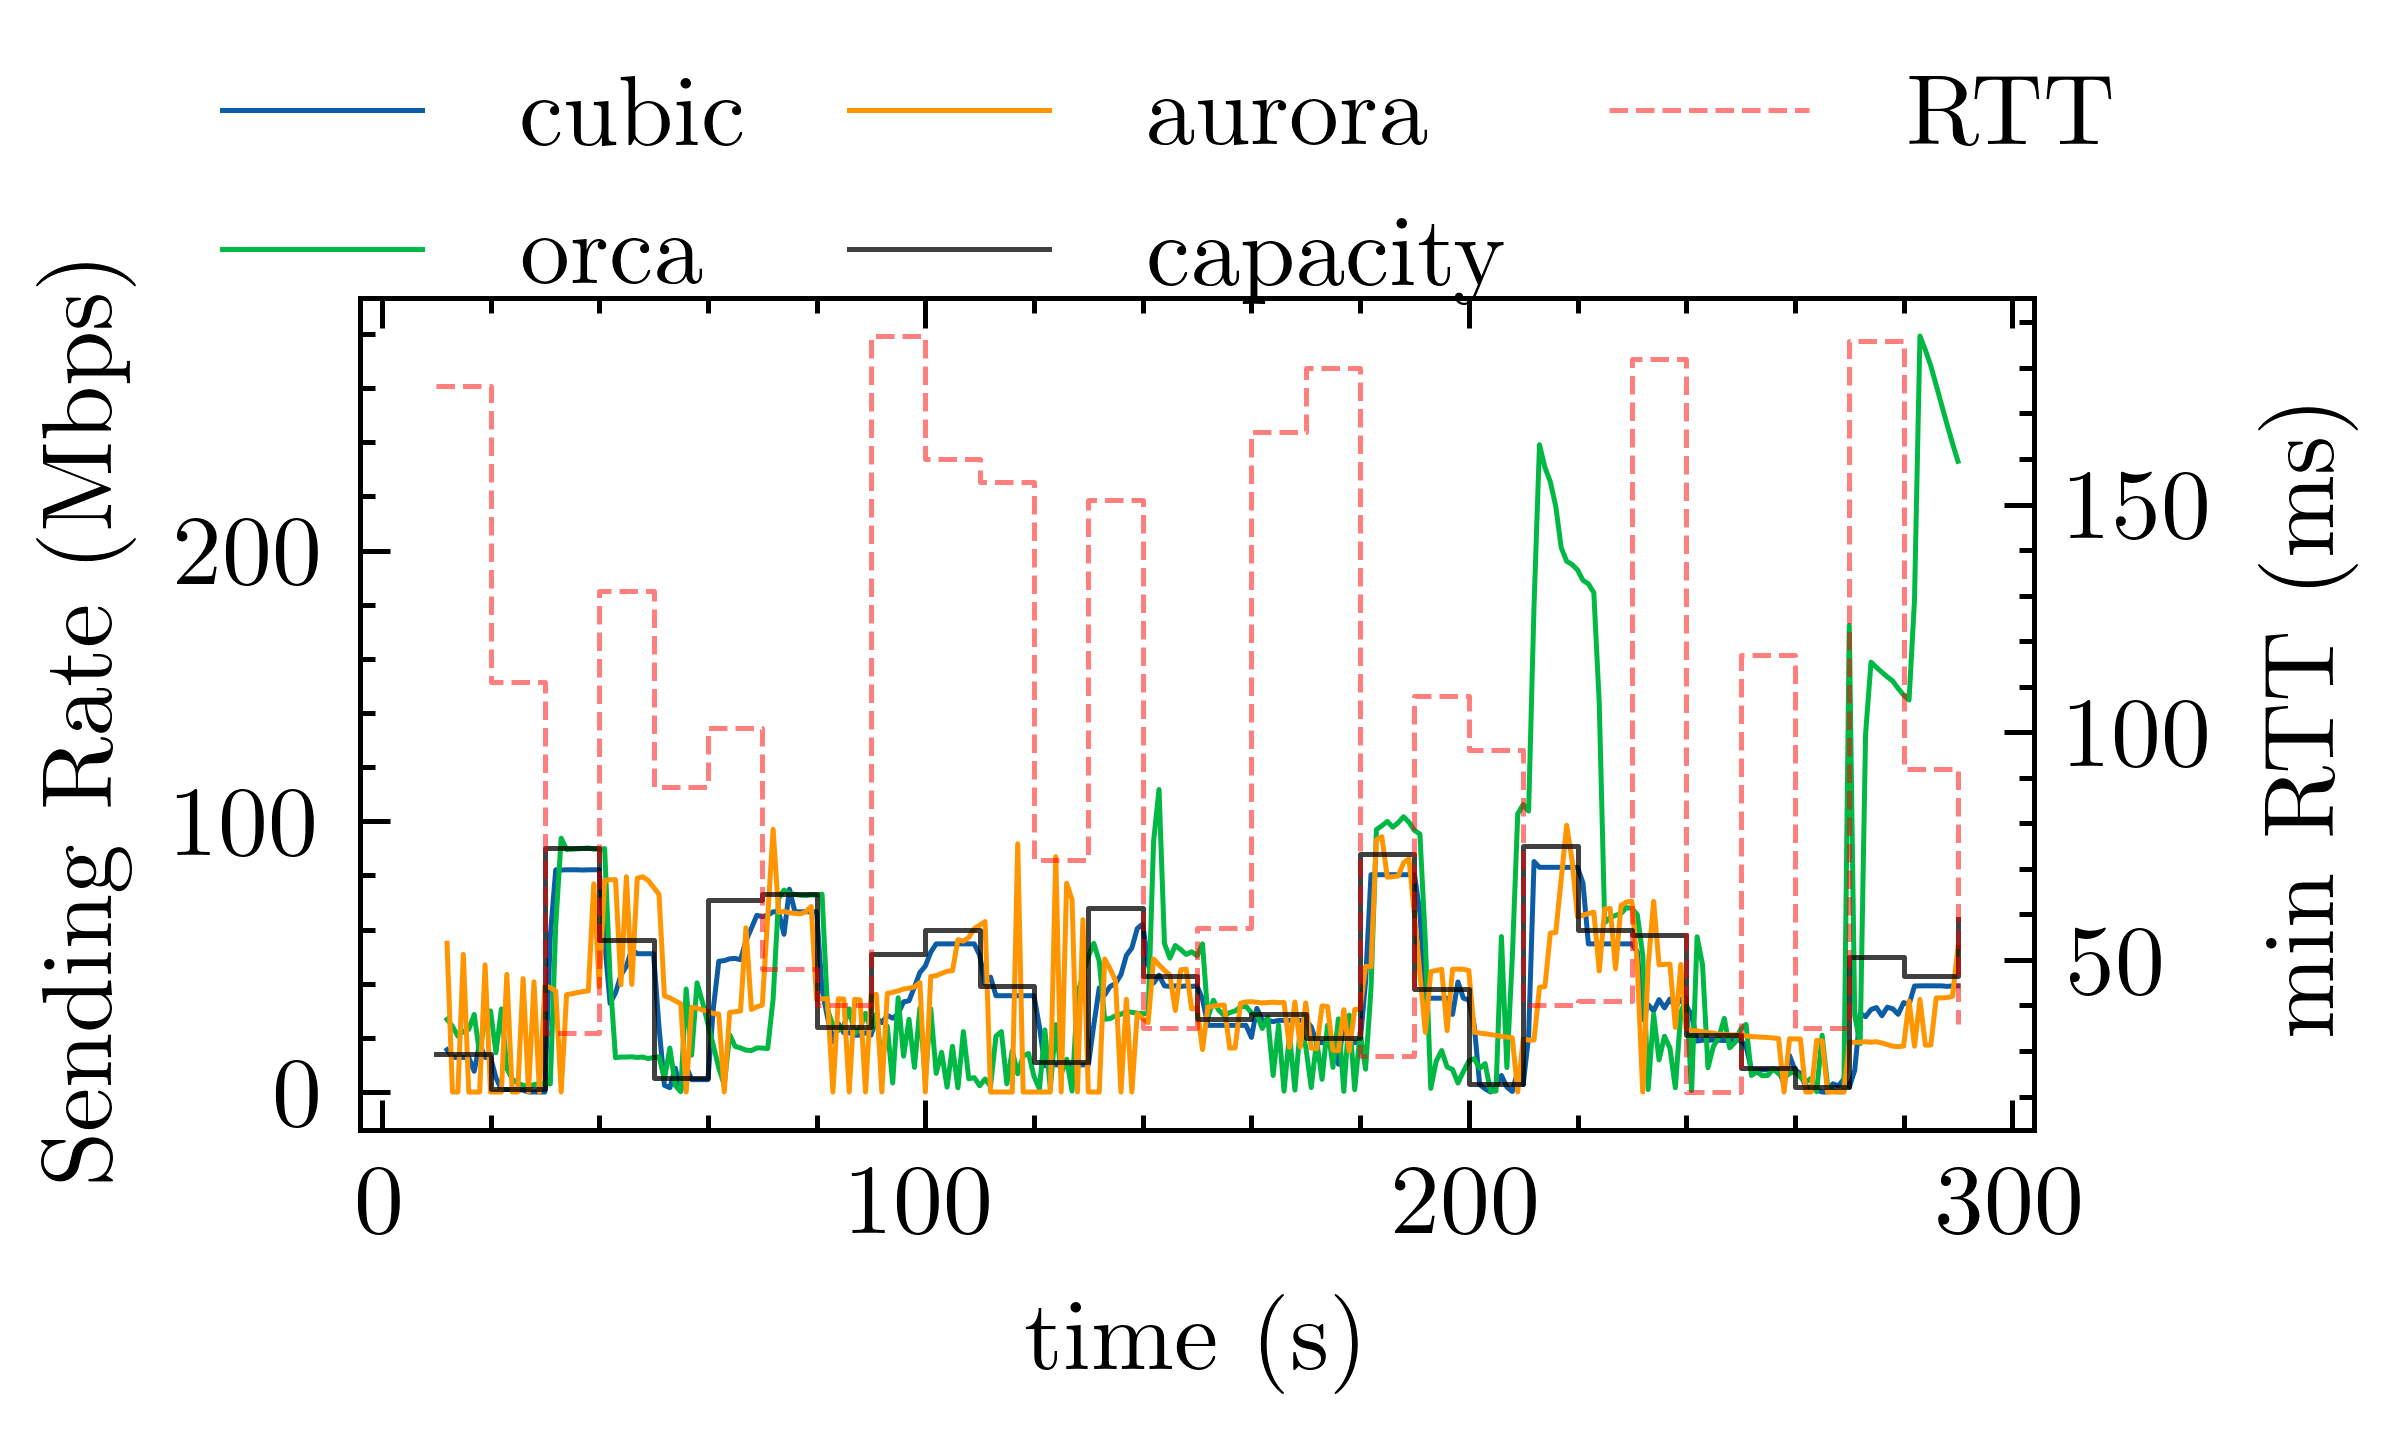 cubic aurora RTT
orca capacity
Sending Rate (Mbps)
200
100
0
150
100
50
min RTT (ms)
0 100 200 300
time (s)